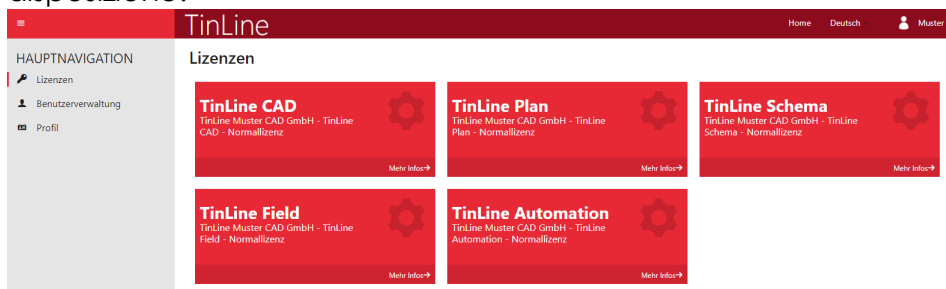 TinLine
Home Deutsch Muster
HAUPTNAVIGATION
Lizenzen
Benutzerverwaltung
Profil
Lizenzen
TinLine CAD
TinLine Muster CAD GmbH - TinLine
CAD - Normallizenz
Mehr Infos→
TinLine Plan
TinLine Muster CAD GmbH - TinLine
Plan - Normallizenz
Mehr Infos→
TinLine Schema
TinLine Muster CAD GmbH - TinLine
Schema - Normallizenz
Mehr Infos→
TinLine Field
TinLine Muster CAD GmbH - TinLine
Field - Normallizenz
Mehr Infos→
TinLine Automation
TinLine Muster CAD GmbH - TinLine
Automation - Normallizenz
Mehr Infos→